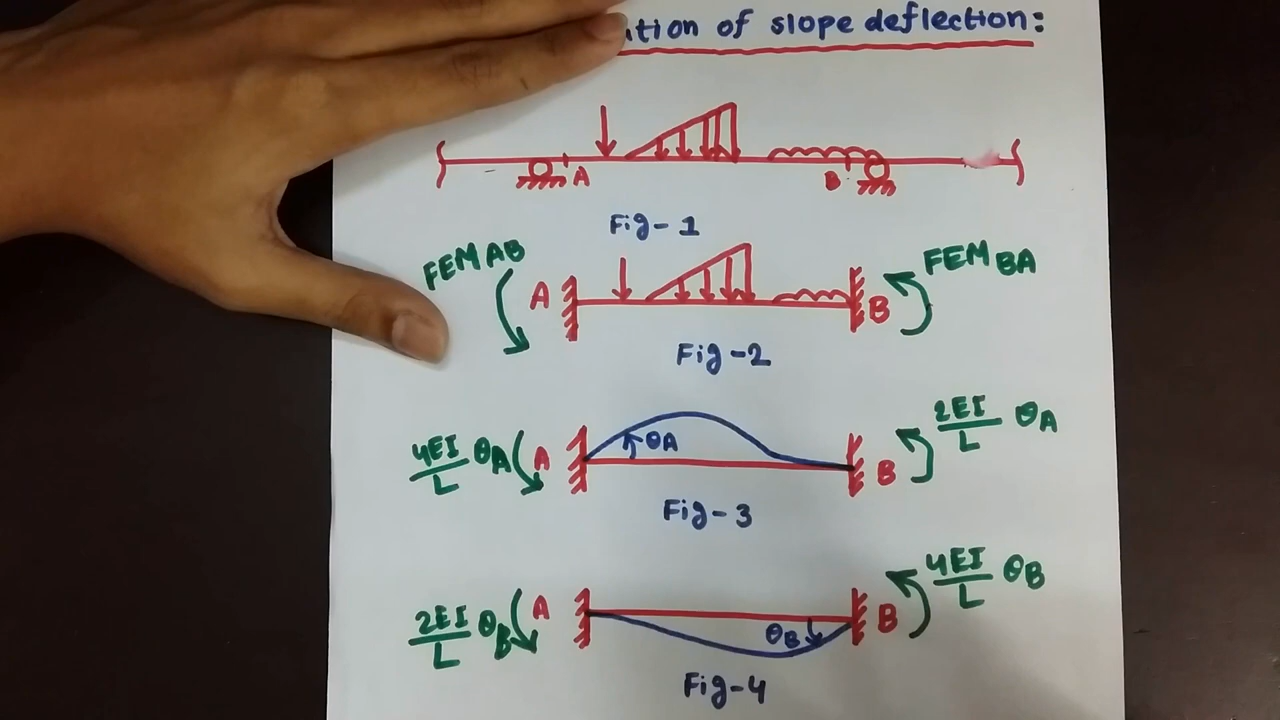 tion of slope deflection:
A B
Fig-1
FEM AB A B FEM BA
Fig-2
4EI/L θA A θA B 2EI/L θA
Fig-3
2EI/L θB A θB B 4EI/L θB
Fig-4